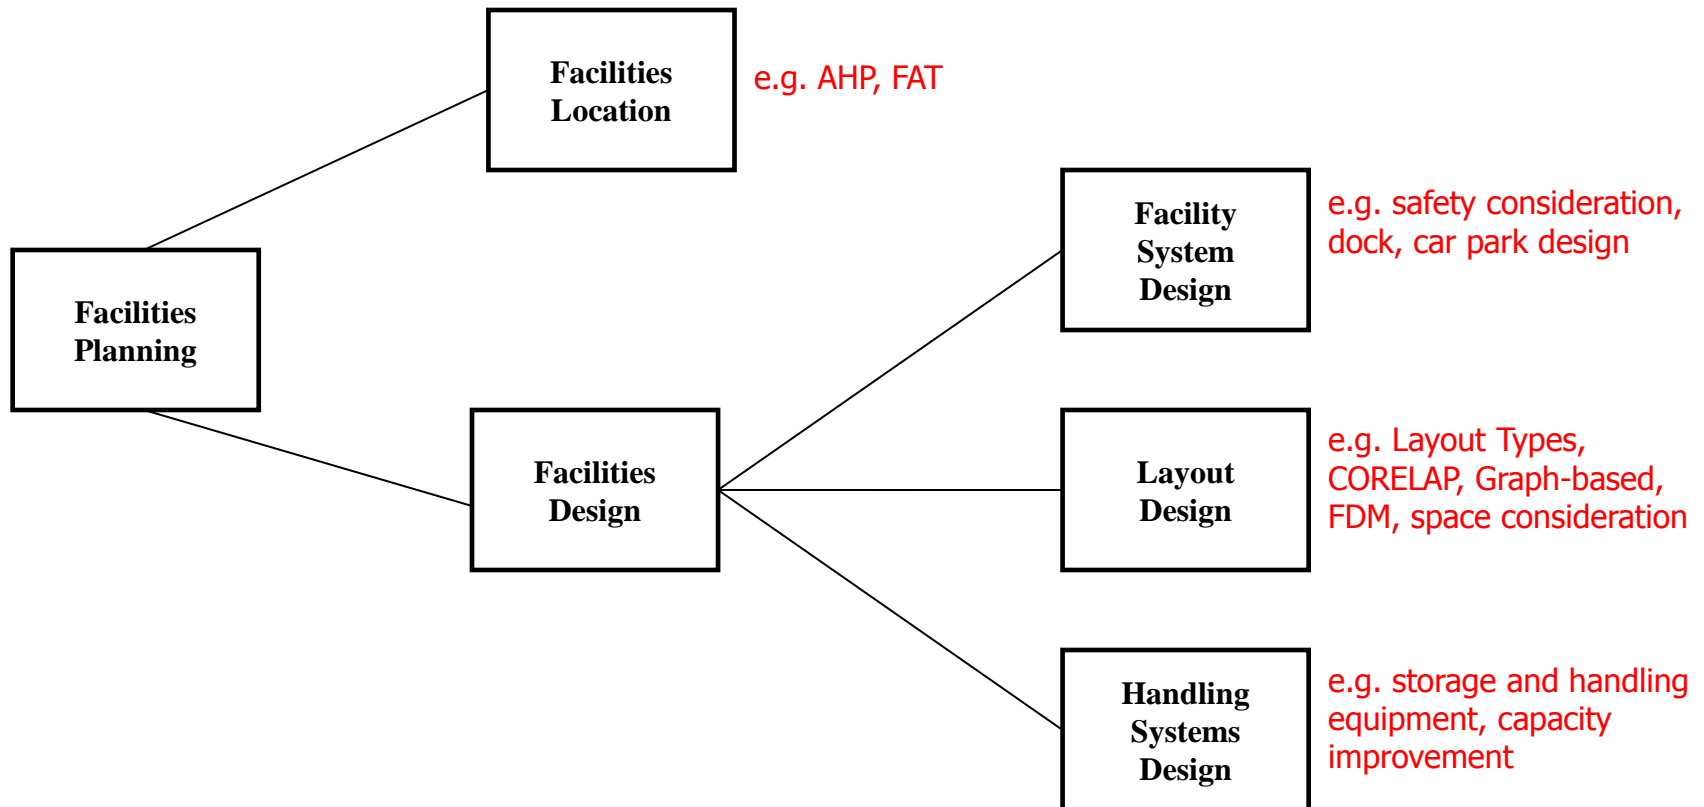 Facilities
Location
e.g. AHP, FAT
Facility
System
Design
e.g. safety consideration,
dock, car park design
Facilities
Planning
Facilities
Design
Layout
Design
e.g. Layout Types,
CORELAP, Graph-based,
FDM, space consideration
Handling
Systems
Design
e.g. storage and handling
equipment, capacity
improvement